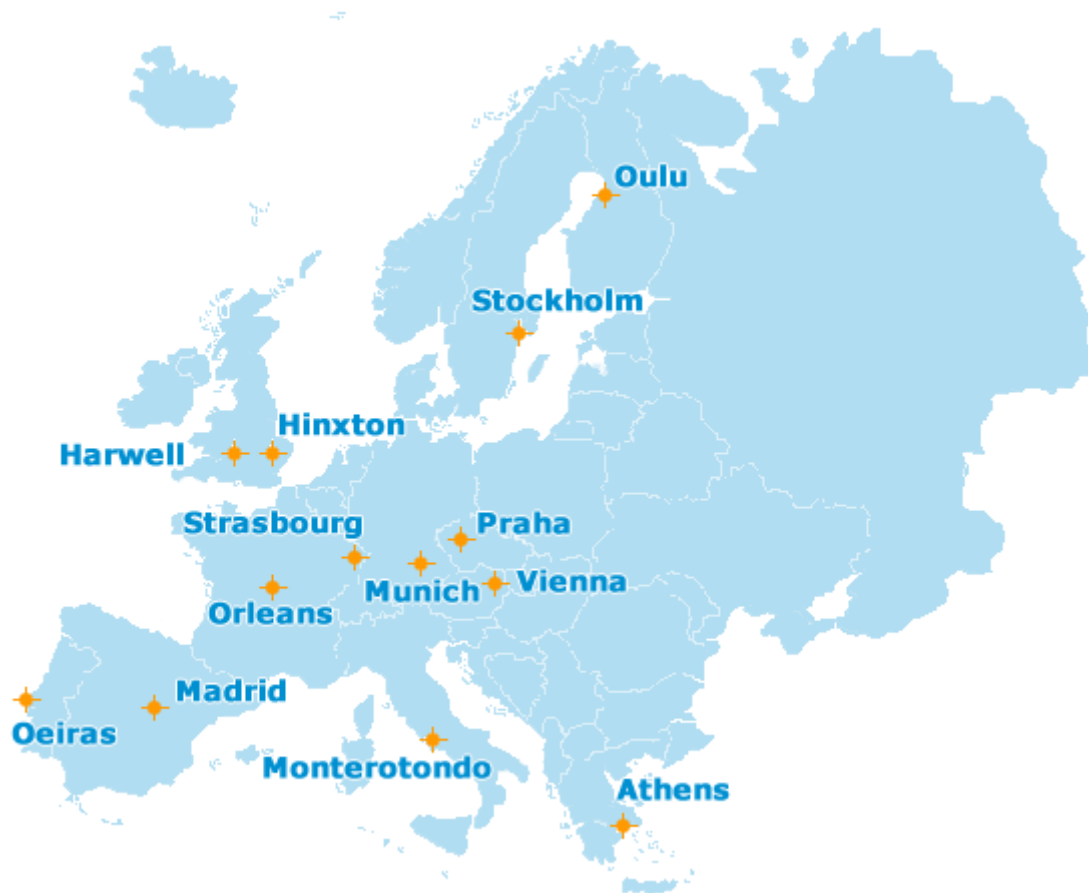 Oulu
Stockholm
Hinxton
Harwell
Strasbourg
Praha
Munich
Vienna
Orleans
Madrid
Oeiras
Monterotondo
Athens